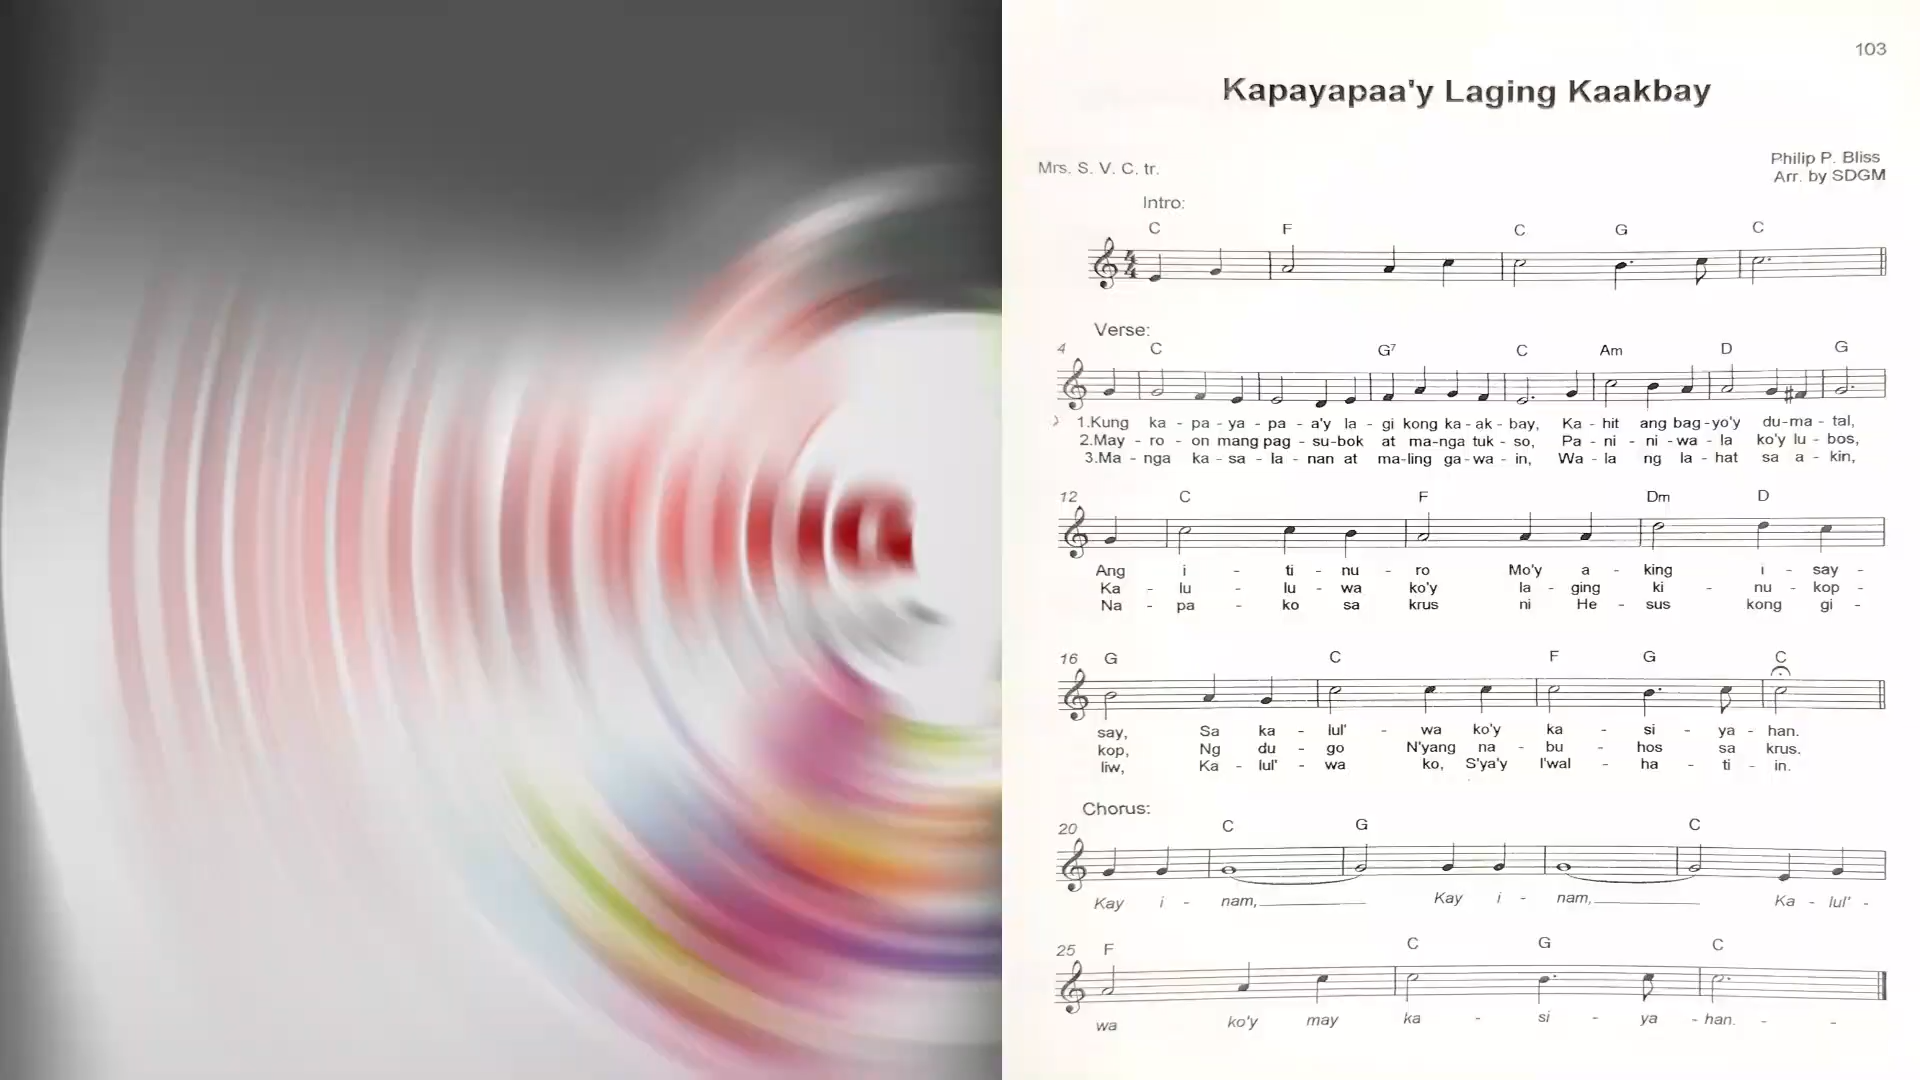 103
Kapayapaa'y Laging Kaakbay
Mrs. S. V. C. tr.
Philip P. Bliss
Arr. by SDGM
Intro:
C F C G C
Verse:
4 C G7 C Am D G
1.Kung ka - pa - ya - pa - a'y la - gi kong ka - ak - bay, Ka - hit ang bag - yo'y du - ma - tal,
2.May - ro - on mang pag - su - bok at ma - nga tuk - so, Pa - ni - ni - wa - la ko'y lu - bos,
3.Ma - nga ka - sa - la - nan at ma - ling ga - wa - in, Wa - la ng la - hat sa a - kin,
12 C F Dm D
Ang i - ti - nu - ro Mo'y a - king i - say -
Ka - lu - lu - wa ko'y la - ging ki - nu - kop -
Na - pa - ko sa krus ni He - sus kong gi -
16 G C F G C
say, Sa ka - lul' - wa ko'y ka - si - ya - han.
kop, Ng du - go N'yang na - bu - hos sa krus.
liw, Ka - lul' - wa ko, S'ya'y I'wal - ha - ti - in.
Chorus:
20 C G C
Kay i - nam, Kay i - nam, Ka - lul' -
25 F C G C
wa ko'y may ka - si - ya - han. - -